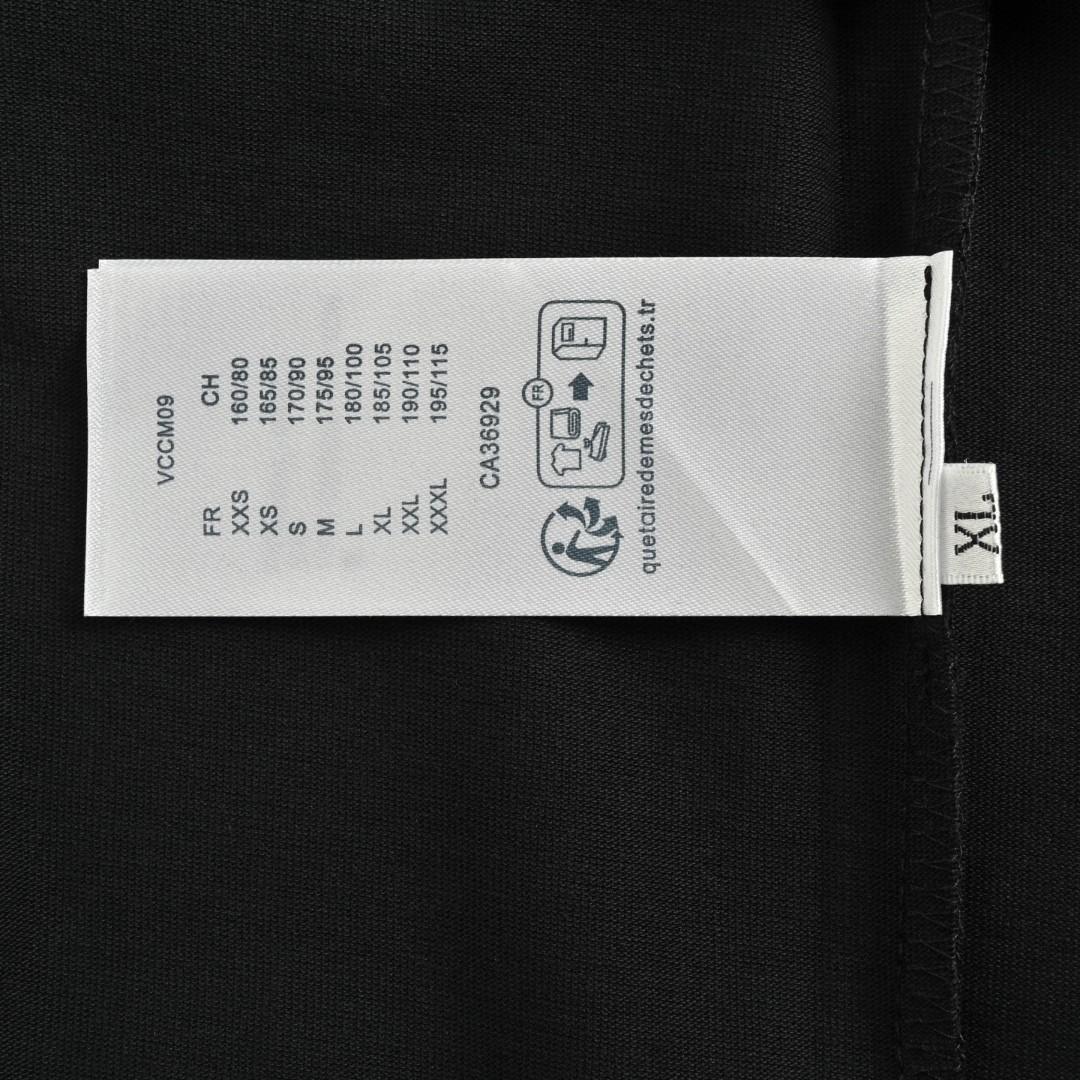 VCCM09
FR CH
XXS 160/80
XS 165/85
S 170/90
M 175/95
L 180/100
XL 185/105
XXL 190/110
XXXL 195/115
CA36929
FR
quetairedemesdechets.tr
XL